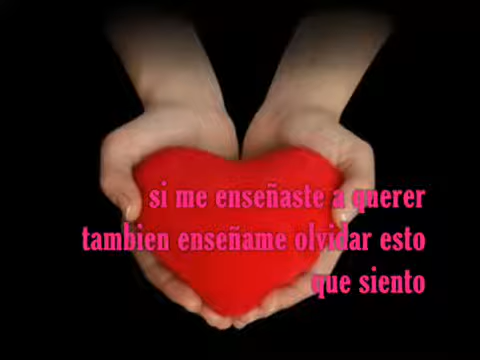 si me enseñaste a querer
tambien enseñame olvidar esto
que siento